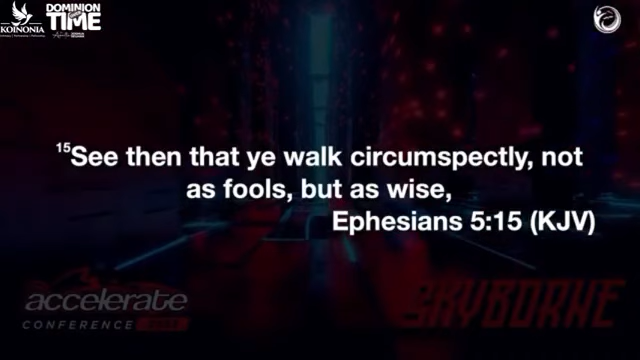 KOINONIA
DOMINION
TIME
15See then that ye walk circumspectly, not
as fools, but as wise,
Ephesians 5:15 (KJV)
accelerate
CONFERENCE
SKYBORNE